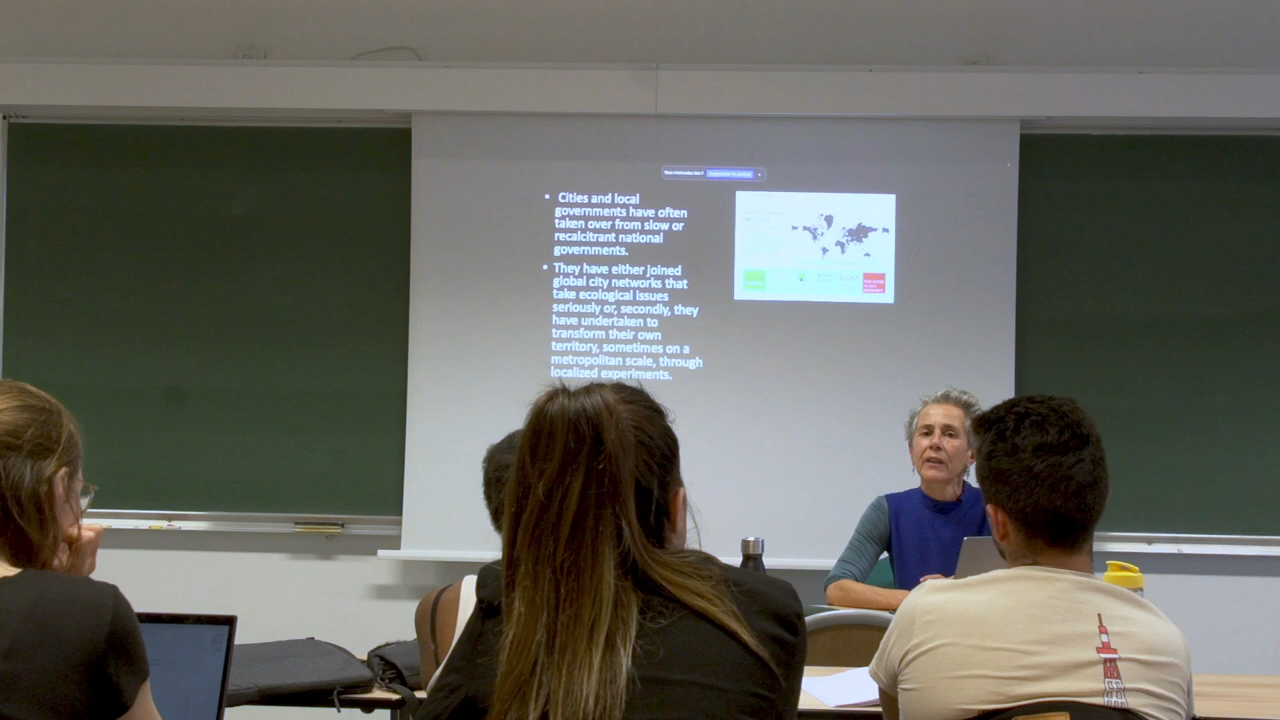 • Cities and local
governments have often
taken over from slow or
recalcitrant national
governments.
• They have either joined
global city networks that
take ecological issues
seriously or, secondly, they
have undertaken to
transform their own
territory, sometimes on a
metropolitan scale, through
localized experiments.